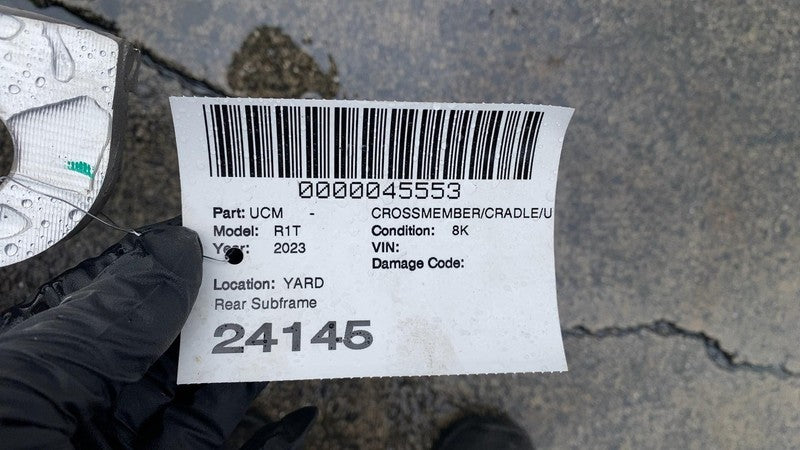 0000045553
Part: UCM - CROSSMEMBER/CRADLE/U
Model: R1T Condition: 8K
Year: 2023 VIN:
Damage Code:
Location: YARD
Rear Subframe
24145